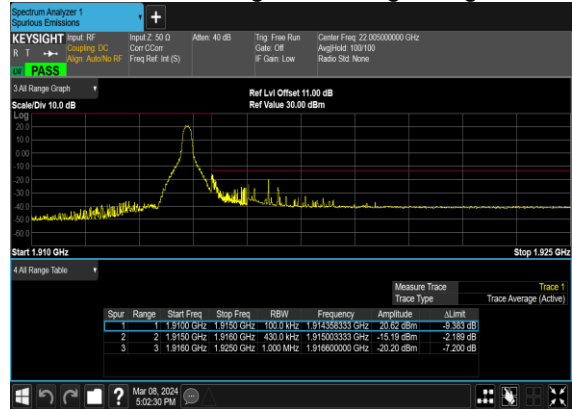 Spectrum Analyzer 1
Spurious Emissions
KEYSIGHT Input: RF Input Z: 50 Ω Atten: 40 dB Trig: Free Run Center Freq: 22.005000000 GHz
R T Coupling: DC Corr CCorr Gate: Off Avg|Hold: 100/100
Align: Auto/No RF Freq Ref: Int (S) IF Gain: Low Radio Std: None
PASS
3 All Range Graph
Ref Lvl Offset 11.00 dB
Scale/Div 10.0 dB Ref Value 30.00 dBm
Log
20.0
10.0
0.00
-10.0
-20.0
-30.0
-40.0
-50.0
-60.0
Start 1.910 GHz Stop 1.925 GHz
4 All Range Table
Measure Trace Trace 1
Trace Type Trace Average (Active)
Spur Range Start Freq Stop Freq RBW Frequency Amplitude ΔLimit
1 1 1.9100 GHz 1.9150 GHz 100.0 kHz 1.914358333 GHz 20.62 dBm -9.383 dB
2 2 1.9150 GHz 1.9160 GHz 430.0 kHz 1.915003333 GHz -15.19 dBm -2.189 dB
3 3 1.9160 GHz 1.9250 GHz 1.000 MHz 1.916600000 GHz -20.20 dBm -7.200 dB
Mar 08, 2024
5:02:30 PM